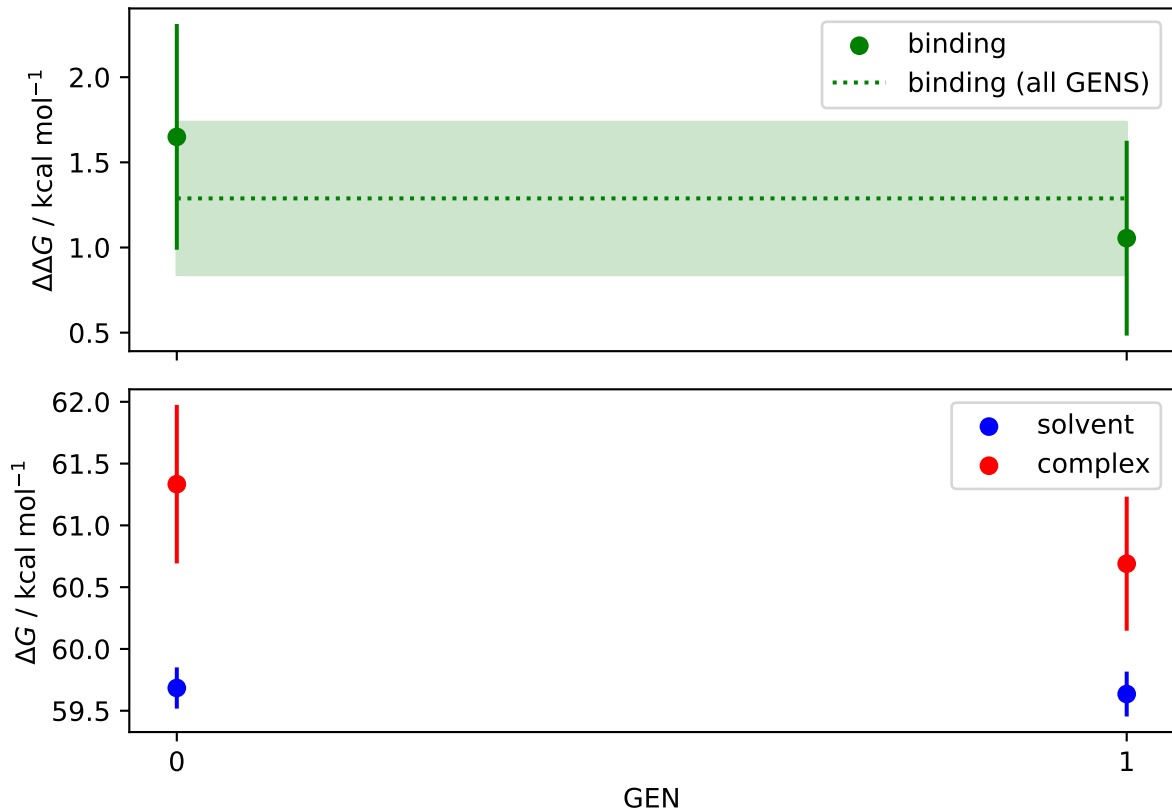 2.0
1.5
1.0
0.5
ΔΔG / kcal mol⁻¹
binding
binding (all GENS)
62.0
61.5
61.0
60.5
60.0
59.5
ΔG / kcal mol⁻¹
solvent
complex
0
1
GEN